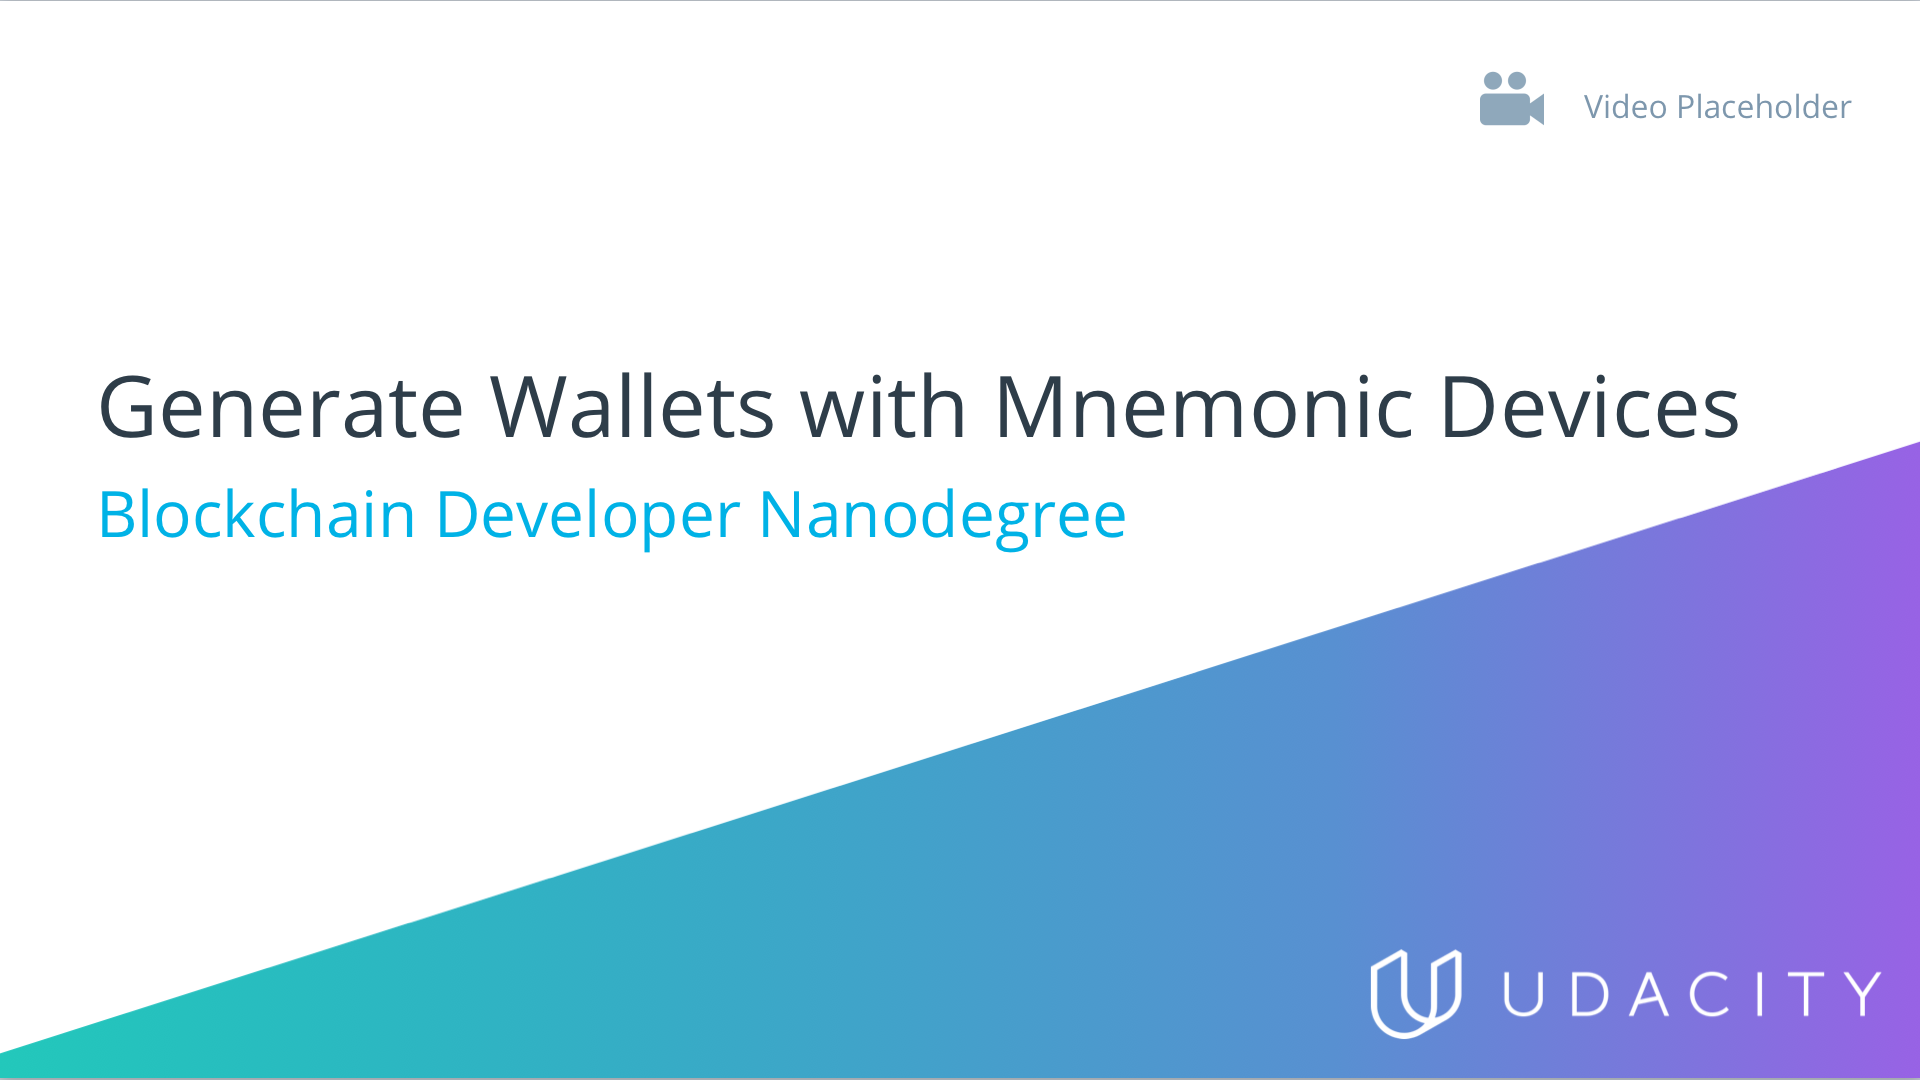 Video Placeholder
Generate Wallets with Mnemonic Devices
Blockchain Developer Nanodegree
UDACITY